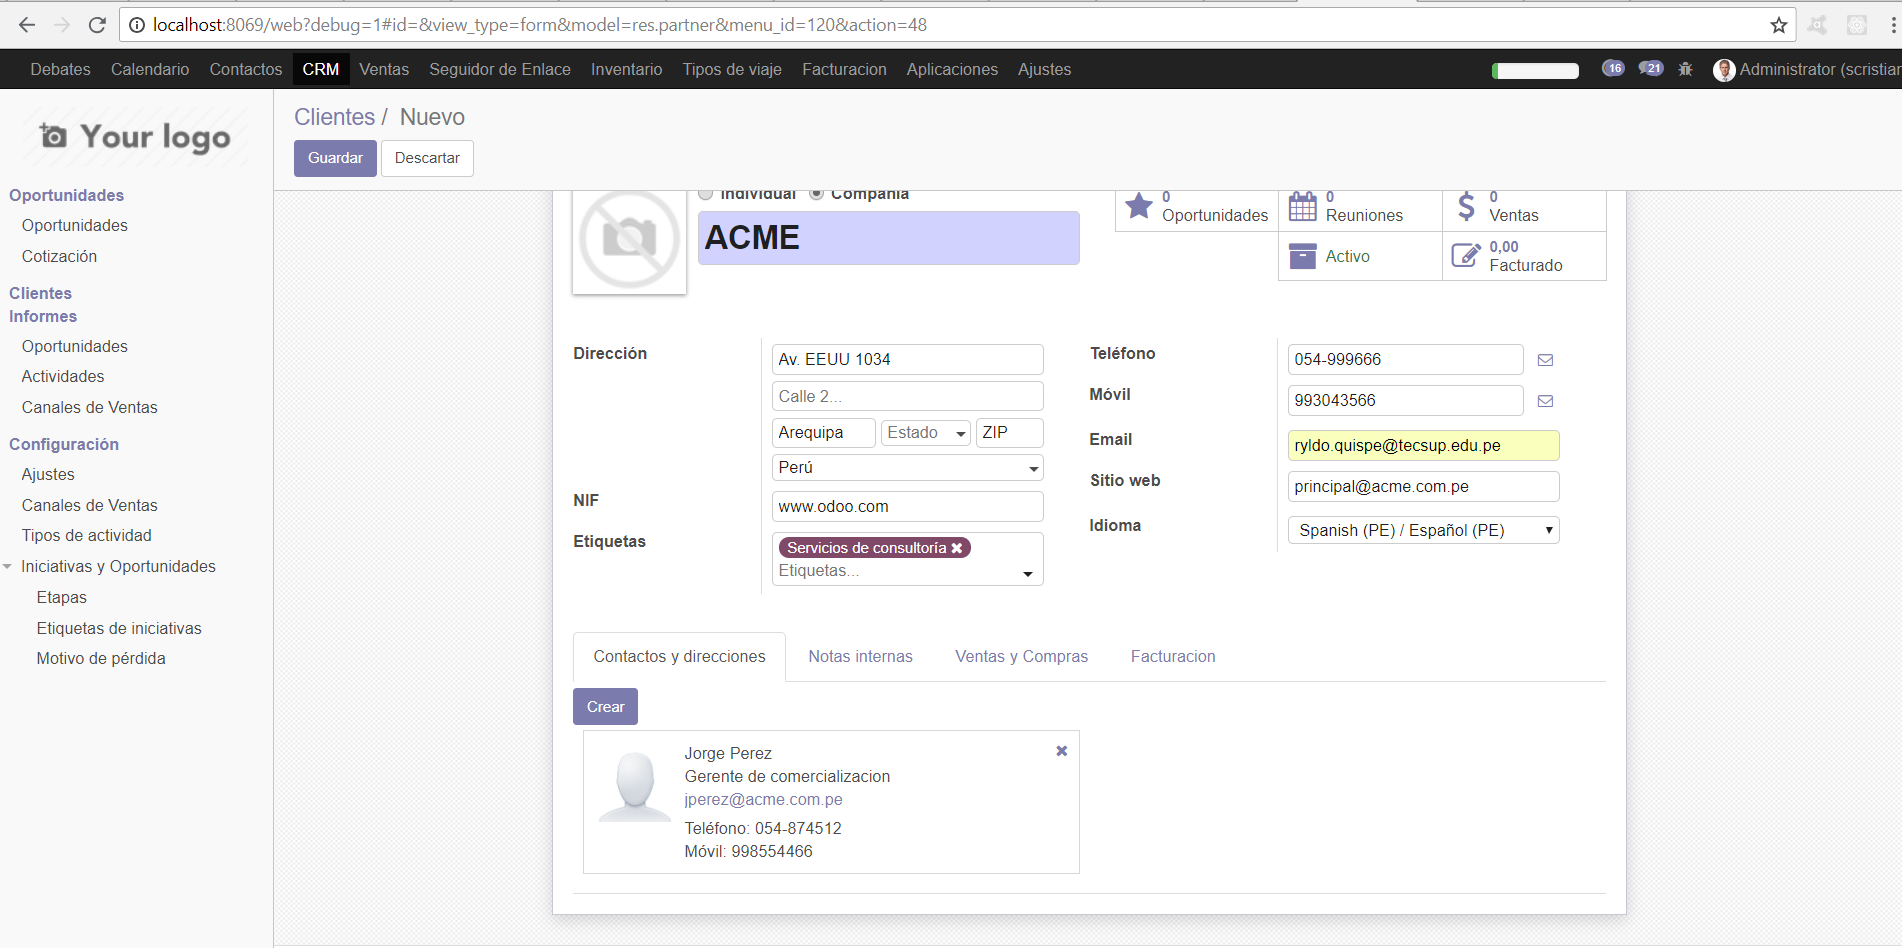 localhost:8069/web?debug=1#id=&view_type=form&model=res.partner&menu_id=120&action=48
Debates Calendario Contactos CRM Ventas Seguidor de Enlace Inventario Tipos de viaje Facturacion Aplicaciones Ajustes 16 21 Administrator (scristian
Your logo
Clientes / Nuevo
Guardar Descartar
Oportunidades
Oportunidades
Cotización
Clientes
Informes
Oportunidades
Actividades
Canales de Ventas
Configuración
Ajustes
Canales de Ventas
Tipos de actividad
Iniciativas y Oportunidades
Etapas
Etiquetas de iniciativas
Motivo de pérdida
Individual Compañía
ACME
0 Oportunidades
0 Reuniones
0 Ventas
Activo
0,00 Facturado
Dirección
Av. EEUU 1034
Calle 2...
Arequipa Estado ZIP
Perú
NIF www.odoo.com
Etiquetas Servicios de consultoría
Etiquetas...
Teléfono 054-999666
Móvil 993043566
Email ryldo.quispe@tecsup.edu.pe
Sitio web principal@acme.com.pe
Idioma Spanish (PE) / Español (PE)
Contactos y direcciones Notas internas Ventas y Compras Facturacion
Crear
Jorge Perez
Gerente de comercializacion
jperez@acme.com.pe
Teléfono: 054-874512
Móvil: 998554466